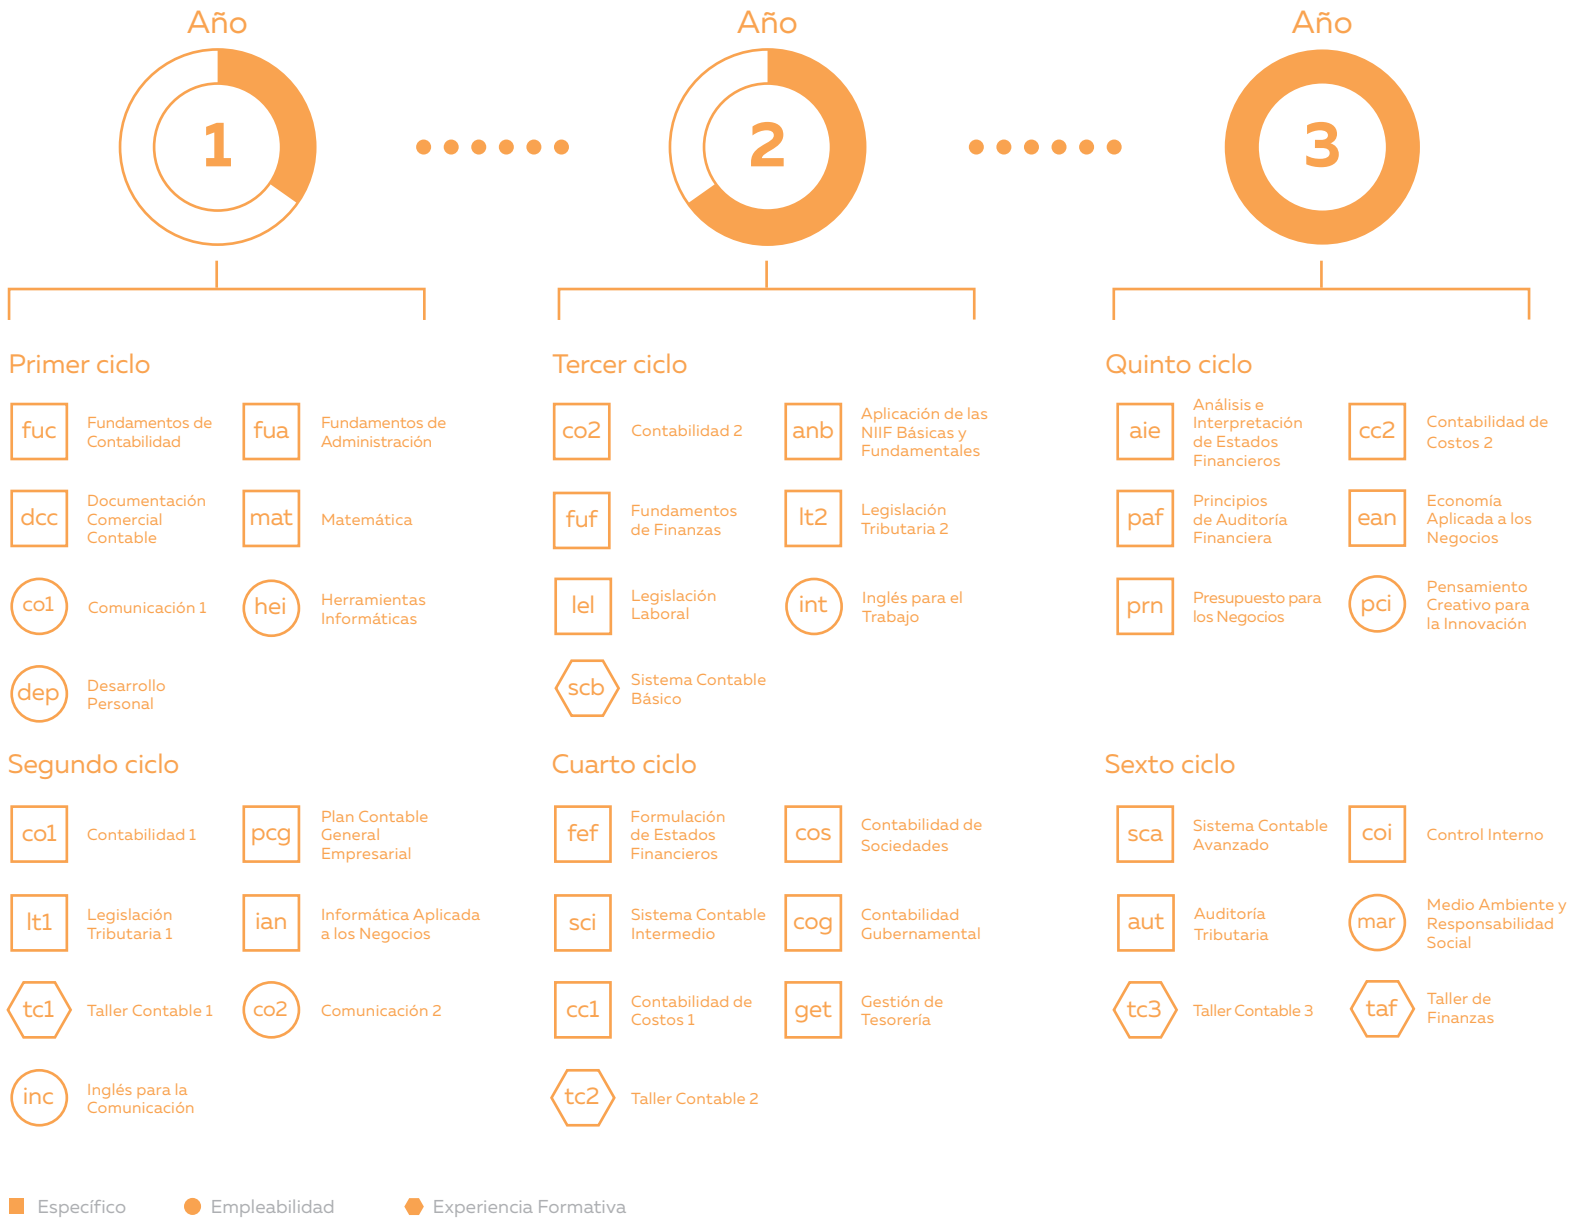 Año
1
Año
2
Año
3
Primer ciclo
fuc
Fundamentos de
Contabilidad
fua
Fundamentos de
Administración
dcc
Documentación
Comercial
Contable
mat
Matemática
co1
Comunicación 1
hei
Herramientas
Informáticas
dep
Desarrollo
Personal
Segundo ciclo
co1
Contabilidad 1
pcg
Plan Contable
General
Empresarial
lt1
Legislación
Tributaria 1
ian
Informática Aplicada
a los Negocios
tc1
Taller Contable 1
co2
Comunicación 2
inc
Inglés para la
Comunicación
Tercer ciclo
co2
Contabilidad 2
anb
Aplicación de las
NIIF Básicas y
Fundamentales
fuf
Fundamentos
de Finanzas
lt2
Legislación
Tributaria 2
lel
Legislación
Laboral
int
Inglés para el
Trabajo
scb
Sistema Contable
Básico
Cuarto ciclo
fef
Formulación
de Estados
Financieros
cos
Contabilidad de
Sociedades
sci
Sistema Contable
Intermedio
cog
Contabilidad
Gubernamental
cc1
Contabilidad de
Costos 1
get
Gestión de
Tesorería
tc2
Taller Contable 2
Quinto ciclo
aie
Análisis e
Interpretación
de Estados
Financieros
cc2
Contabilidad de
Costos 2
paf
Principios
de Auditoría
Financiera
ean
Economía
Aplicada a los
Negocios
prn
Presupuesto para
los Negocios
pci
Pensamiento
Creativo para
la Innovación
Sexto ciclo
sca
Sistema Contable
Avanzado
coi
Control Interno
aut
Auditoría
Tributaria
mar
Medio Ambiente y
Responsabilidad
Social
tc3
Taller Contable 3
taf
Taller de
Finanzas
Específico
Empleabilidad
Experiencia Formativa